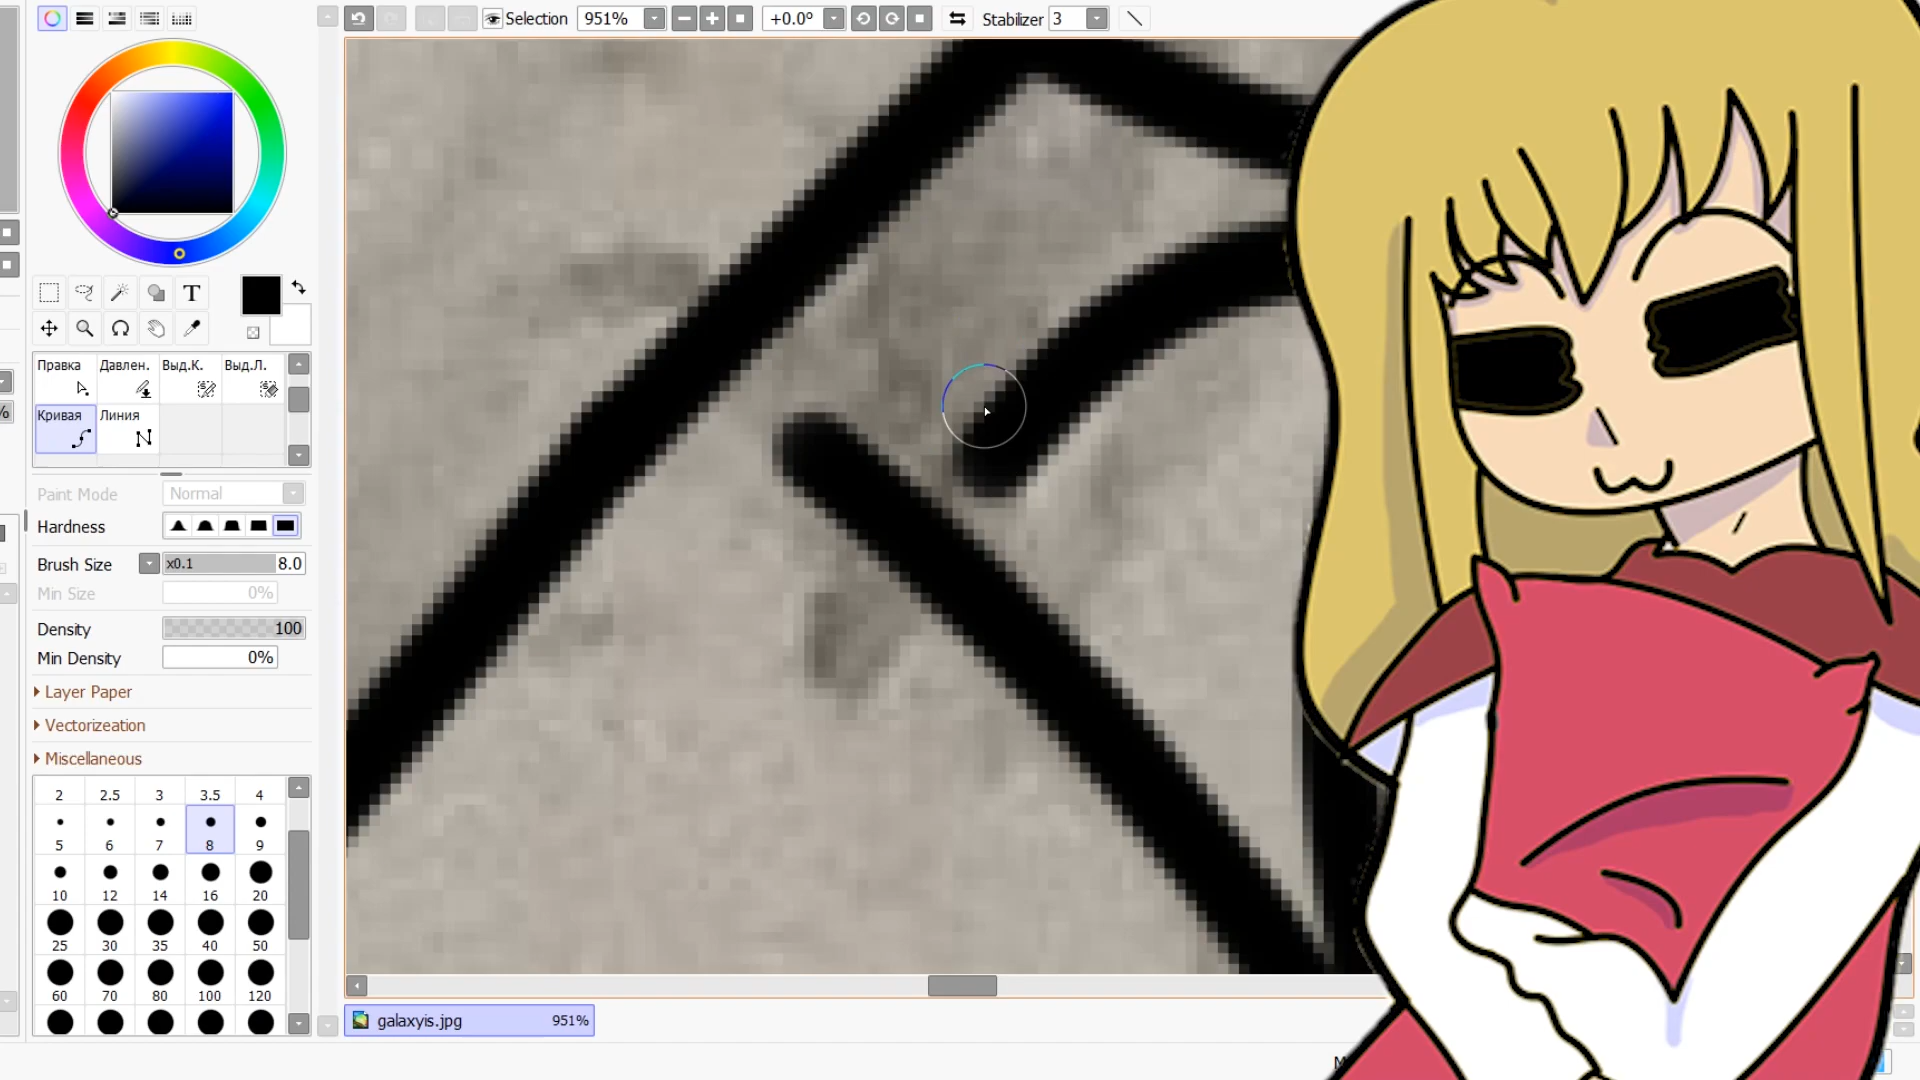 Selection 951% +0.0° Stabilizer 3
T
Правка Давлен. Выд.К. Выд.Л.
Кривая Линия
%
Paint Mode Normal
Hardness
Brush Size x0.1 8.0
Min Size 0%
Density 100
Min Density 0%
Layer Paper
Vectorizeation
Miscellaneous
2 2.5 3 3.5 4
5 6 7 8 9
10 12 14 16 20
25 30 35 40 50
60 70 80 100 120
galaxyis.jpg 951%